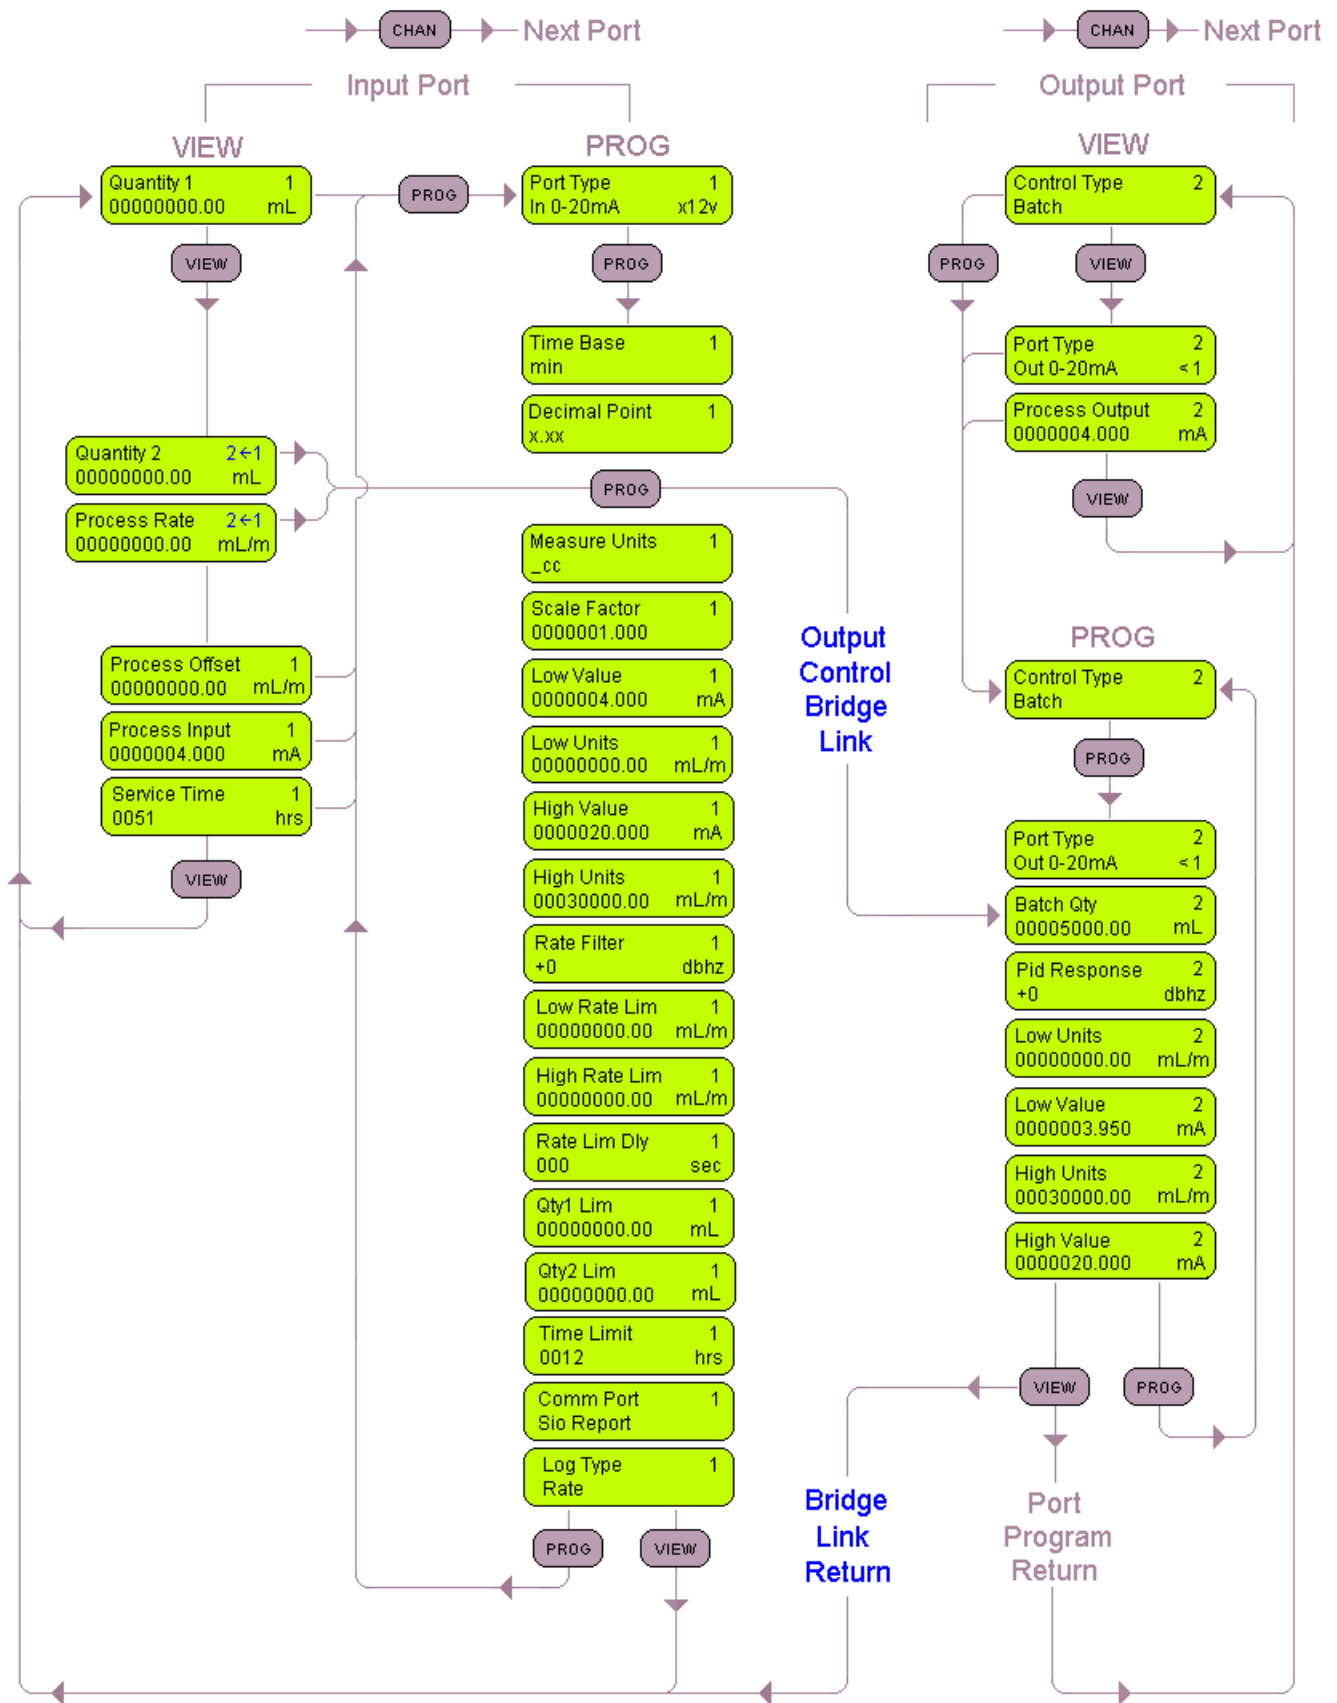 CHAN Next Port
Input Port
VIEW
Quantity 1 1
00000000.00 mL
VIEW
Quantity 2 2←1
00000000.00 mL
Process Rate 2←1
00000000.00 mL/m
Process Offset 1
00000000.00 mL/m
Process Input 1
0000004.000 mA
Service Time 1
0051 hrs
VIEW
PROG
PROG
Port Type 1
In 0-20mA x12v
PROG
Time Base 1
min
Decimal Point 1
x.xx
PROG
Measure Units 1
_cc
Scale Factor 1
0000001.000
Low Value 1
0000004.000 mA
Low Units 1
00000000.00 mL/m
High Value 1
0000020.000 mA
High Units 1
00030000.00 mL/m
Rate Filter 1
+0 dbhz
Low Rate Lim 1
00000000.00 mL/m
High Rate Lim 1
00000000.00 mL/m
Rate Lim Dly 1
000 sec
Qty1 Lim 1
00000000.00 mL
Qty2 Lim 1
00000000.00 mL
Time Limit 1
0012 hrs
Comm Port 1
Sio Report
Log Type 1
Rate
PROG VIEW
Output
Control
Bridge
Link
Bridge
Link
Return
CHAN Next Port
Output Port
VIEW
Control Type 2
Batch
PROG VIEW
Port Type 2
Out 0-20mA <1
Process Output 2
0000004.000 mA
VIEW
PROG
Control Type 2
Batch
PROG
Port Type 2
Out 0-20mA <1
Batch Qty 2
00005000.00 mL
Pid Response 2
+0 dbhz
Low Units 2
00000000.00 mL/m
Low Value 2
0000003.950 mA
High Units 2
00030000.00 mL/m
High Value 2
0000020.000 mA
VIEW PROG
Port
Program
Return